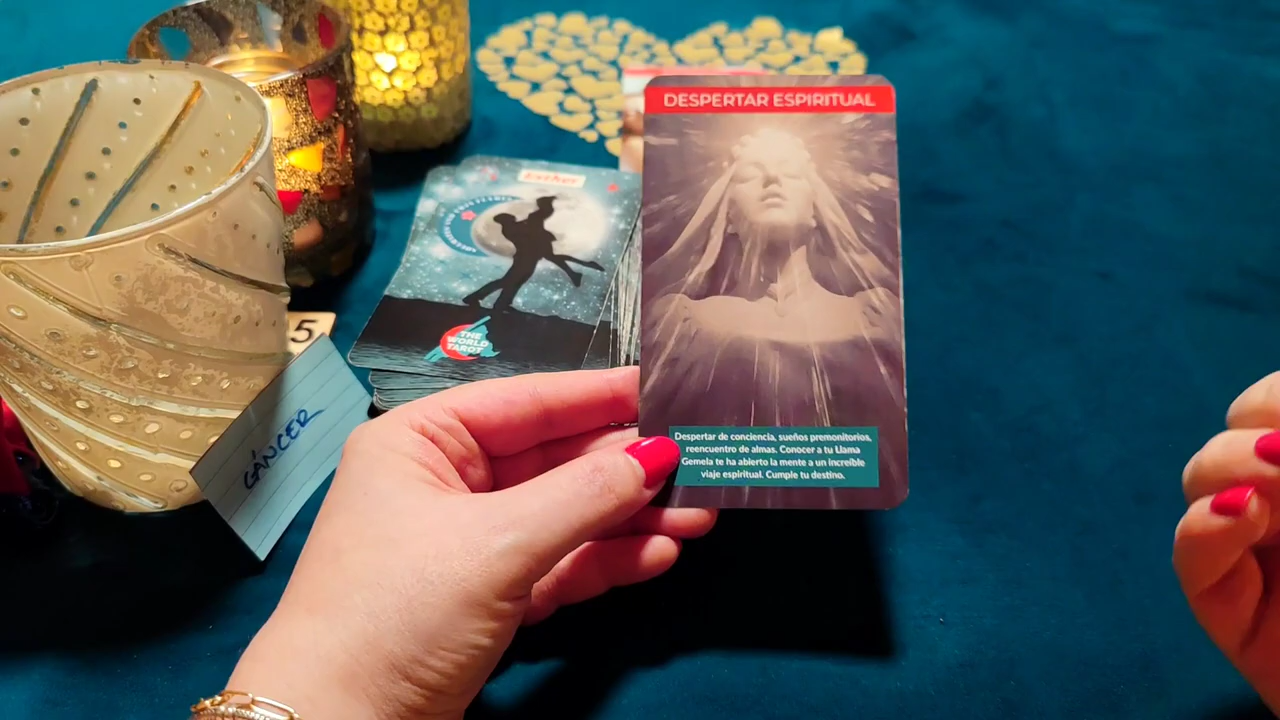 DESPERTAR ESPIRITUAL
Despertar de conciencia, sueños premonitorios,
reencuentro de almas. Conocer a tu Llama
Gemela te ha abierto la mente a un increíble
viaje espiritual. Cumple tu destino.
Esther
THE
WORLD
TAROT
5
CÁNCER